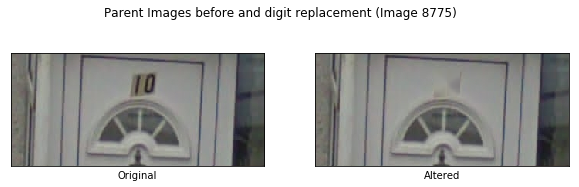 Parent Images before and digit replacement (Image 8775)
10
Original
Altered